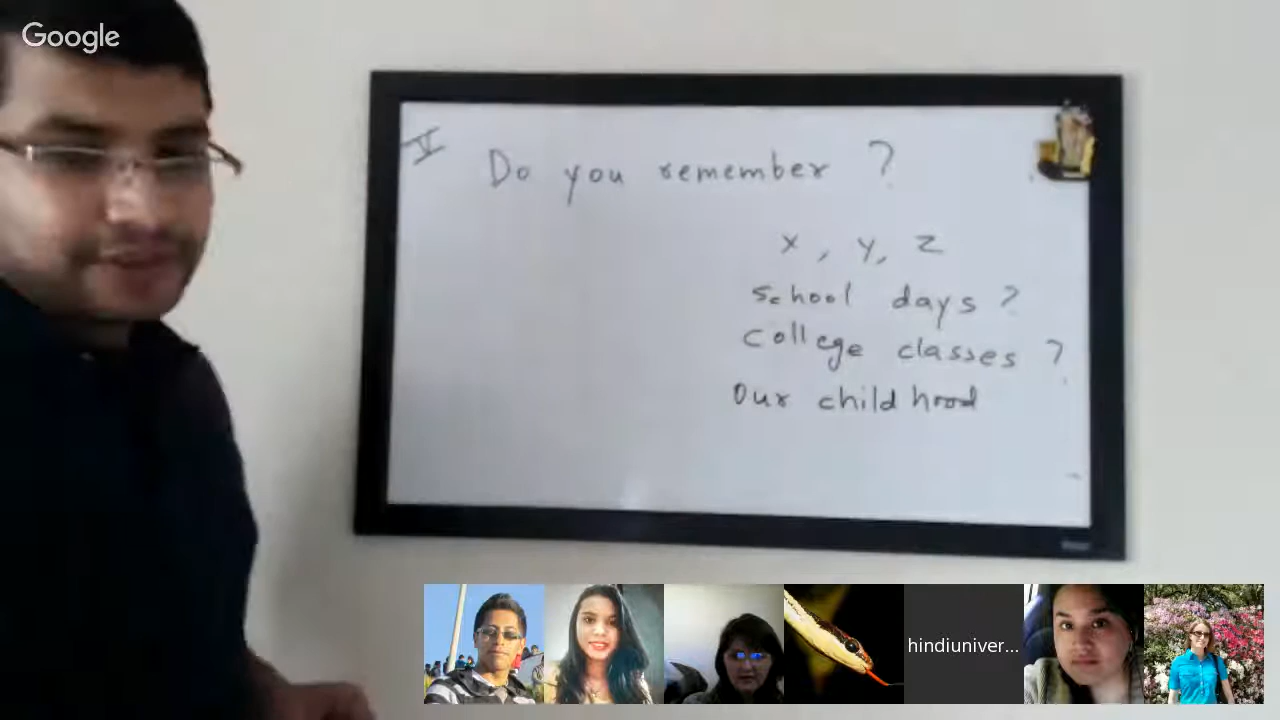 Google
V
Do you remember ?
x, y, z
school days ?
college classes ?
Our childhood
hindiuniver...